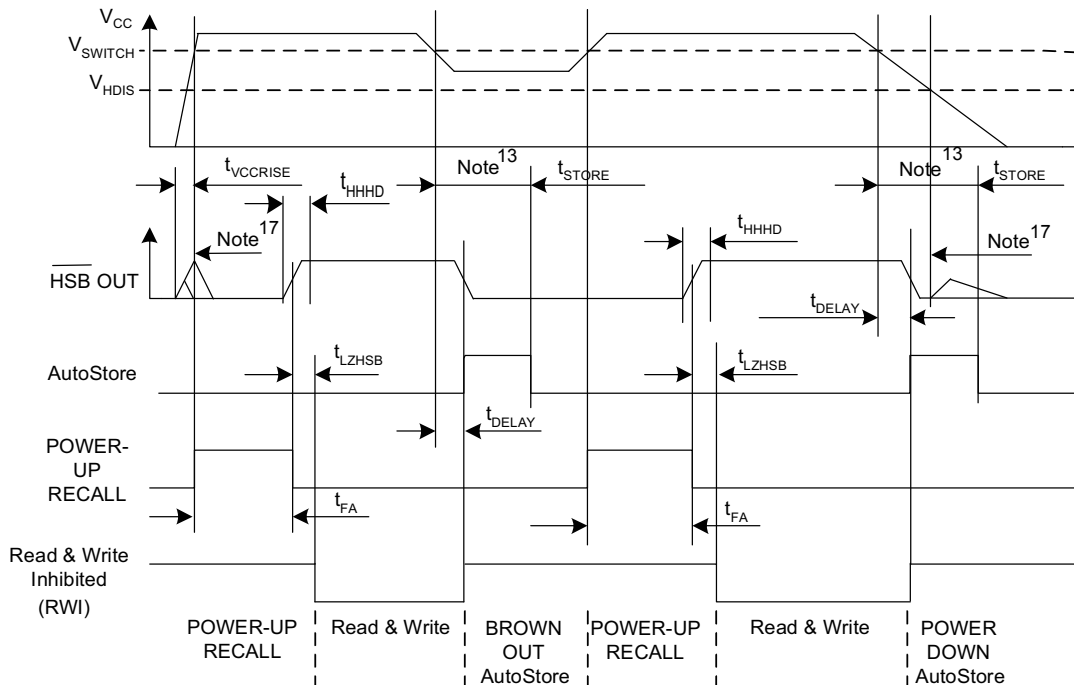 VCC
VSWITCH
VHDIS
tVCCRISE
Note13
tSTORE
Note13
tSTORE
tHHHD
tHHHD
Note17
Note17
HSB OUT
tDELAY
tLZHSB
tLZHSB
AutoStore
tDELAY
POWER-
UP
RECALL
tFA
tFA
Read & Write
Inhibited
(RWI)
POWER-UP
RECALL
Read & Write
BROWN
OUT
AutoStore
POWER-UP
RECALL
Read & Write
POWER
DOWN
AutoStore